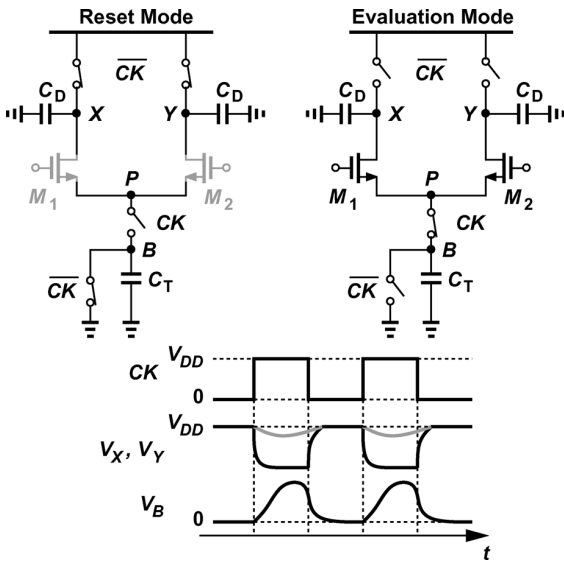 Reset Mode
Evaluation Mode
CK
CK
C_D
C_D
C_D
C_D
X
Y
X
Y
M_1
P
M_2
M_1
P
M_2
CK
CK
B
B
CK
C_T
CK
C_T
CK
V_DD
0
V_X, V_Y
V_DD
V_B
0
t